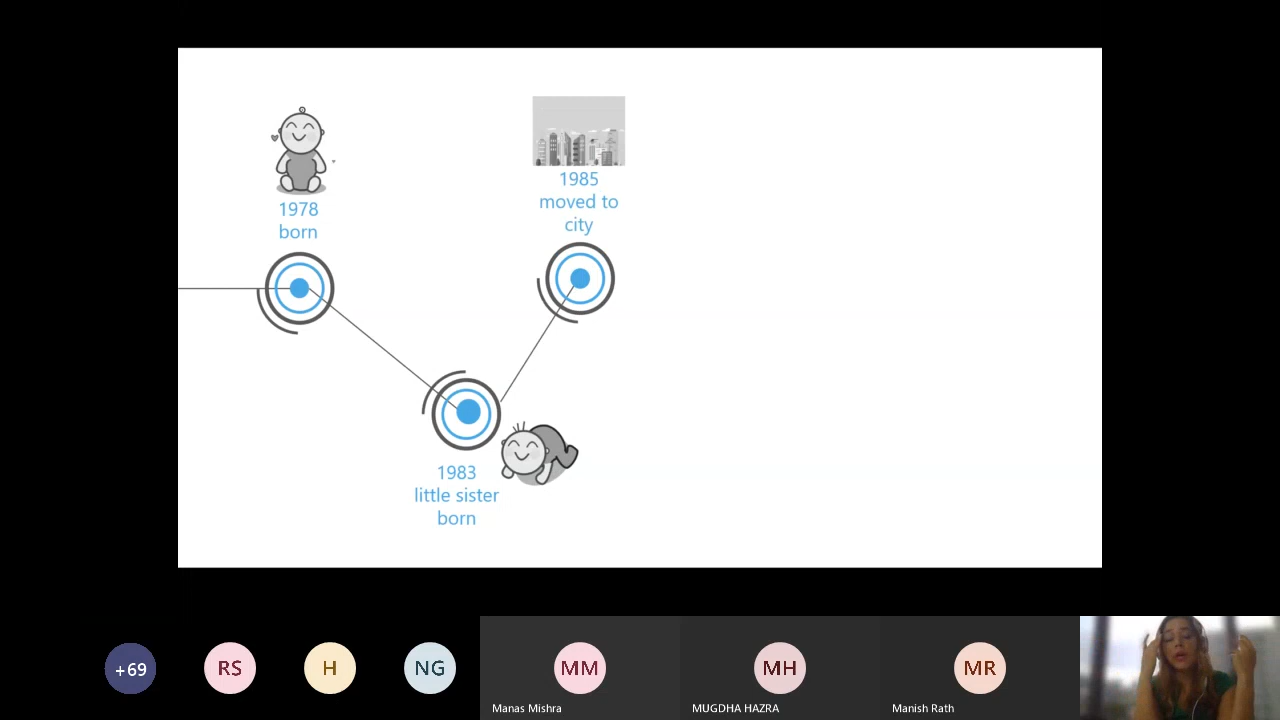 1978
born
1985
moved to
city
1983
little sister
born
+69
RS
H
NG
MM
MH
MR
Manas Mishra
MUGDHA HAZRA
Manish Rath